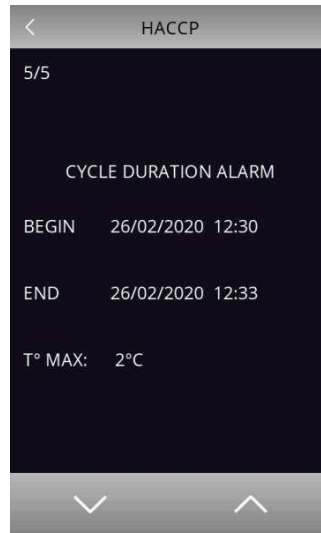 HACCP
5/5
CYCLE DURATION ALARM
BEGIN 26/02/2020 12:30
END 26/02/2020 12:33
T° MAX: 2°C